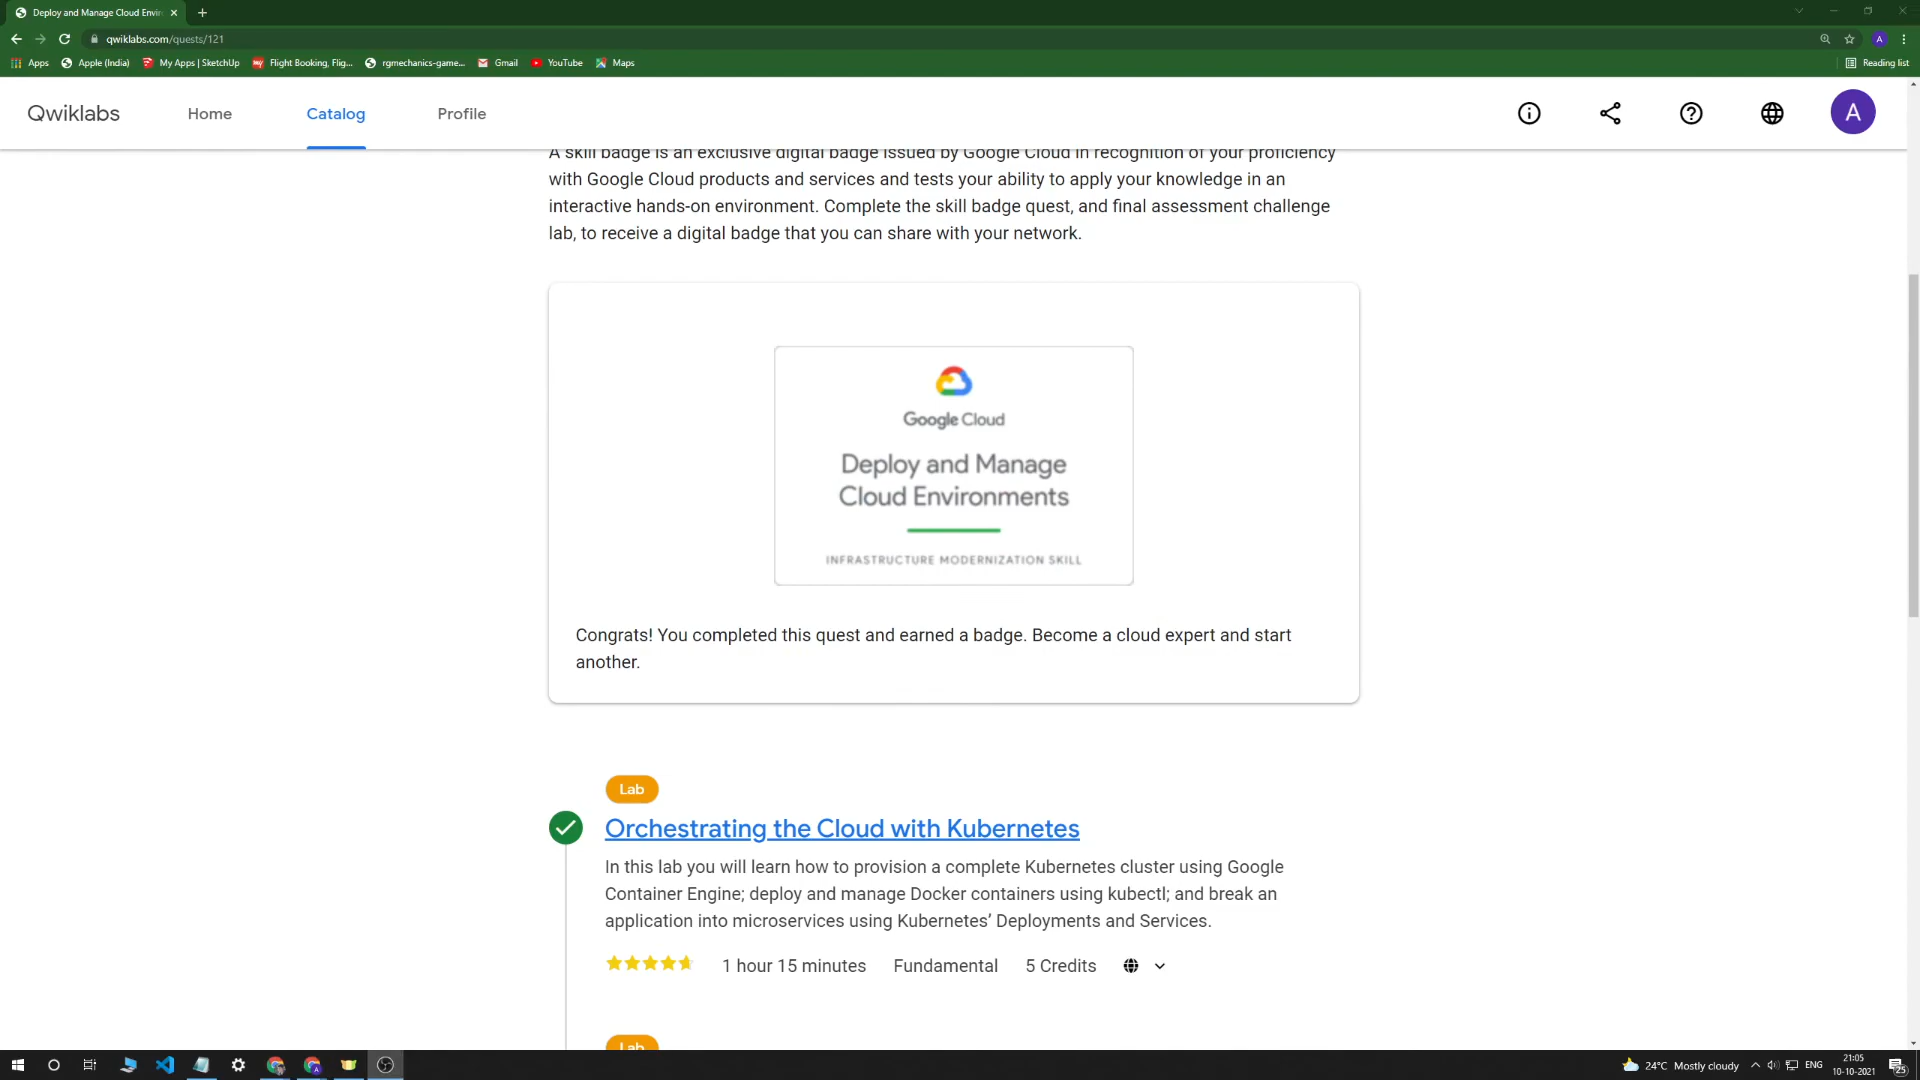 Deploy and Manage Cloud Envir
qwiklabs.com/quests/121
A
Apps
Apple (India)
My Apps | SketchUp
Flight Booking, Flig...
rgmechanics-game...
Gmail
YouTube
Maps
Reading list
Qwiklabs
Home
Catalog
Profile
A
A skill badge is an exclusive digital badge issued by Google Cloud in recognition of your proficiency
with Google Cloud products and services and tests your ability to apply your knowledge in an
interactive hands-on environment. Complete the skill badge quest, and final assessment challenge
lab, to receive a digital badge that you can share with your network.
Google Cloud
Deploy and Manage
Cloud Environments
INFRASTRUCTURE MODERNIZATION SKILL
Congrats! You completed this quest and earned a badge. Become a cloud expert and start
another.
Lab
Orchestrating the Cloud with Kubernetes
In this lab you will learn how to provision a complete Kubernetes cluster using Google
Container Engine; deploy and manage Docker containers using kubectl; and break an
application into microservices using Kubernetes’ Deployments and Services.
1 hour 15 minutes Fundamental 5 Credits
Lab
24°C Mostly cloudy
ENG
21:05
10-10-2021
25